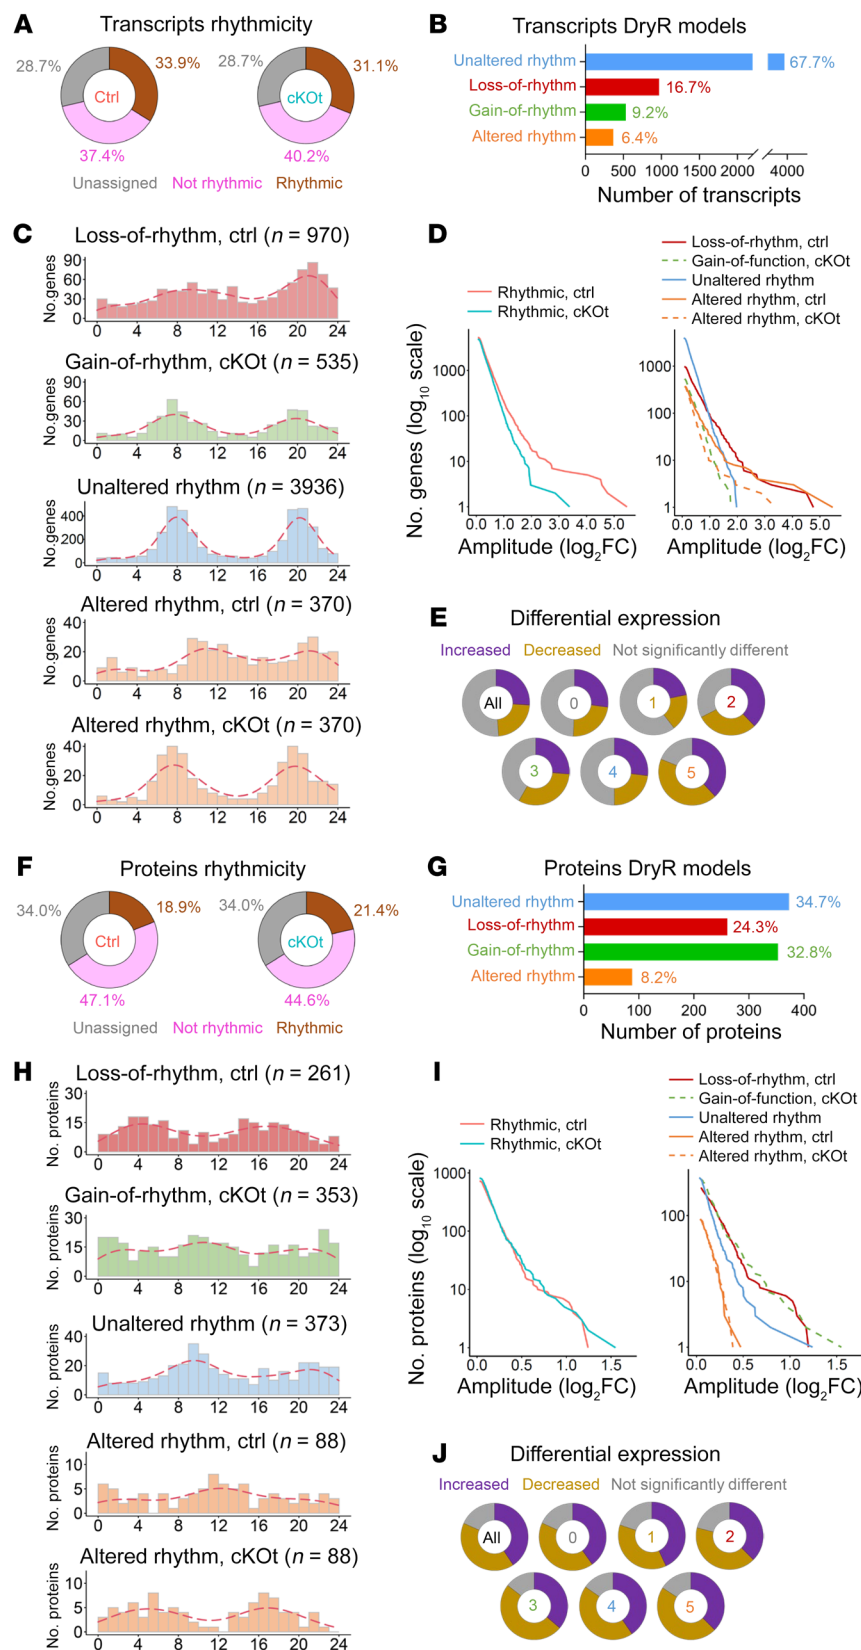 A Transcripts rhythmicity
28.7% 33.9% 28.7% 31.1%
Ctrl cKOt
37.4% 40.2%
Unassigned Not rhythmic Rhythmic
B Transcripts DryR models
Unaltered rhythm 67.7%
Loss-of-rhythm 16.7%
Gain-of-rhythm 9.2%
Altered rhythm 6.4%
0 500 1000 1500 2000 4000
Number of transcripts
C
Loss-of-rhythm, ctrl (n = 970)
No.genes
90
60
30
0
0 4 8 12 16 20 24
Gain-of-rhythm, cKOt (n = 535)
No.genes
90
60
30
0
0 4 8 12 16 20 24
Unaltered rhythm (n = 3936)
No.genes
400
200
0
0 4 8 12 16 20 24
Altered rhythm, ctrl (n = 370)
No.genes
40
20
0
0 4 8 12 16 20 24
Altered rhythm, cKOt (n = 370)
No.genes
40
20
0
0 4 8 12 16 20 24
D
Rhythmic, ctrl
Rhythmic, cKOt
Loss-of-rhythm, ctrl
Gain-of-function, cKOt
Unaltered rhythm
Altered rhythm, ctrl
Altered rhythm, cKOt
No. genes (log10 scale)
1000
100
10
1
0.0 1.0 2.0 3.0 4.0 5.0
Amplitude (log2FC)
1000
100
10
1
0.0 1.0 2.0 3.0 4.0 5.0
Amplitude (log2FC)
E Differential expression
Increased Decreased Not significantly different
All 0 1 2
3 4 5
F Proteins rhythmicity
34.0% 18.9% 34.0% 21.4%
Ctrl cKOt
47.1% 44.6%
Unassigned Not rhythmic Rhythmic
G Proteins DryR models
Unaltered rhythm 34.7%
Loss-of-rhythm 24.3%
Gain-of-rhythm 32.8%
Altered rhythm 8.2%
0 100 200 300 400
Number of proteins
H
Loss-of-rhythm, ctrl (n = 261)
No. proteins
30
15
0
0 4 8 12 16 20 24
Gain-of-rhythm, cKOt (n = 353)
No. proteins
30
15
0
0 4 8 12 16 20 24
Unaltered rhythm (n = 373)
No. proteins
40
20
0
0 4 8 12 16 20 24
Altered rhythm, ctrl (n = 88)
No. proteins
10
5
0
0 4 8 12 16 20 24
Altered rhythm, cKOt (n = 88)
No. proteins
10
5
0
0 4 8 12 16 20 24
I
Rhythmic, ctrl
Rhythmic, cKOt
Loss-of-rhythm, ctrl
Gain-of-function, cKOt
Unaltered rhythm
Altered rhythm, ctrl
Altered rhythm, cKOt
No. proteins (log10 scale)
1000
100
10
1
0.0 0.5 1.0 1.5
Amplitude (log2FC)
100
10
1
0.0 0.5 1.0 1.5
Amplitude (log2FC)
J Differential expression
Increased Decreased Not significantly different
All 0 1 2
3 4 5